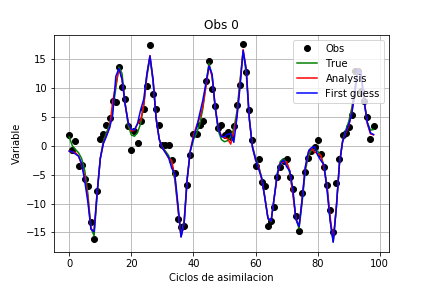 Obs 0
Obs
True
Analysis
First guess
Variable
15
10
5
0
−5
−10
−15
0
20
40
60
80
100
Ciclos de asimilacion